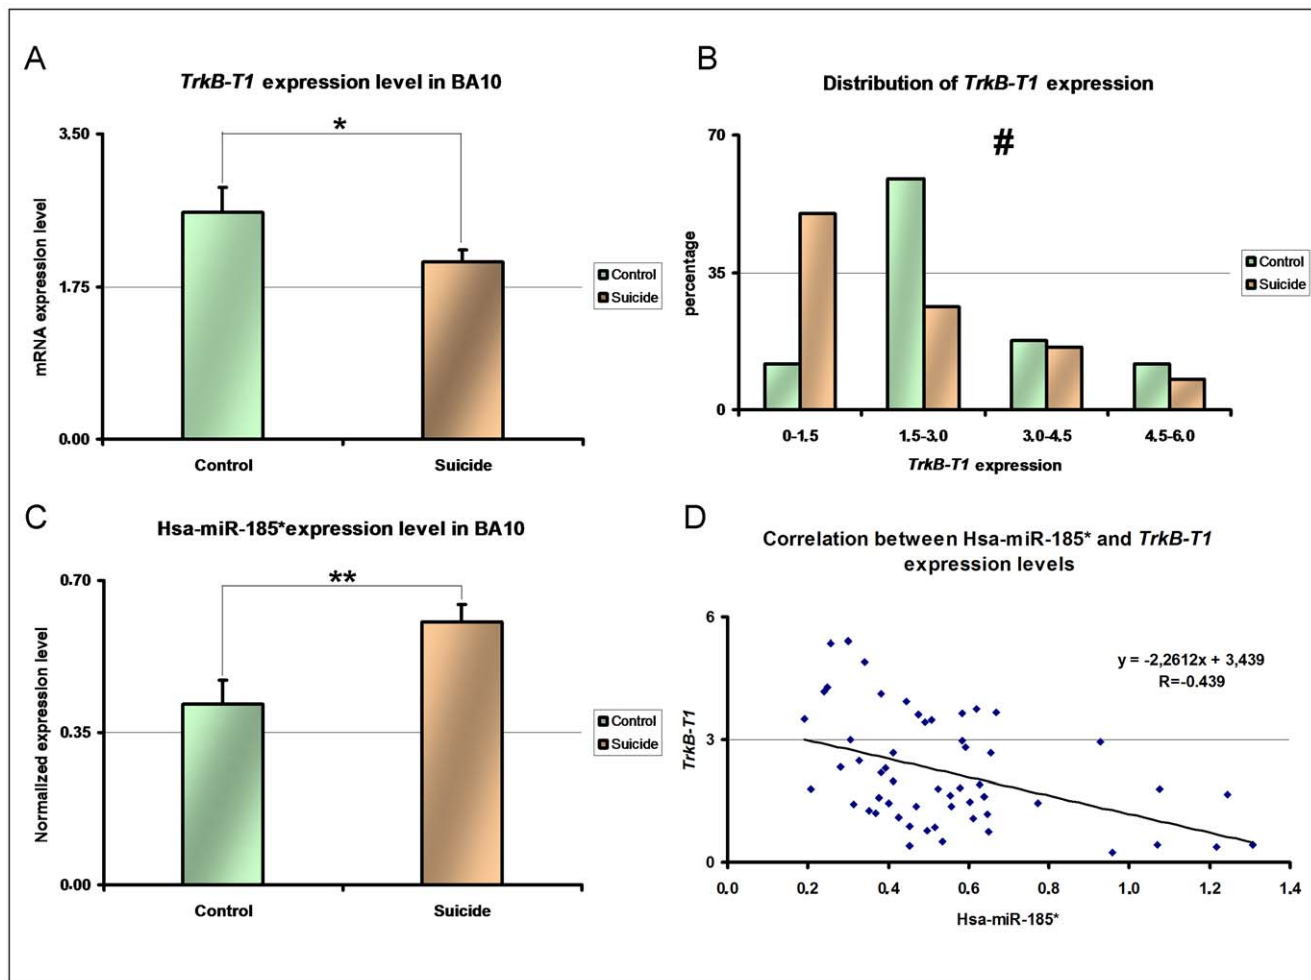 A
TrkB-T1 expression level in BA10
3.50
*
mRNA expression level
1.75
Control
Suicide
0.00
Control
Suicide
B
Distribution of TrkB-T1 expression
70
#
percentage
35
Control
Suicide
0
0-1.5
1.5-3.0
3.0-4.5
4.5-6.0
TrkB-T1 expression
C
Hsa-miR-185*expression level in BA10
0.70
**
Normalized expression level
0.35
Control
Suicide
0.00
Control
Suicide
D
Correlation between Hsa-miR-185* and TrkB-T1
expression levels
6
y = -2,2612x + 3,439
R=-0.439
TrkB-T1
3
0
0.0
0.2
0.4
0.6
0.8
1.0
1.2
1.4
Hsa-miR-185*